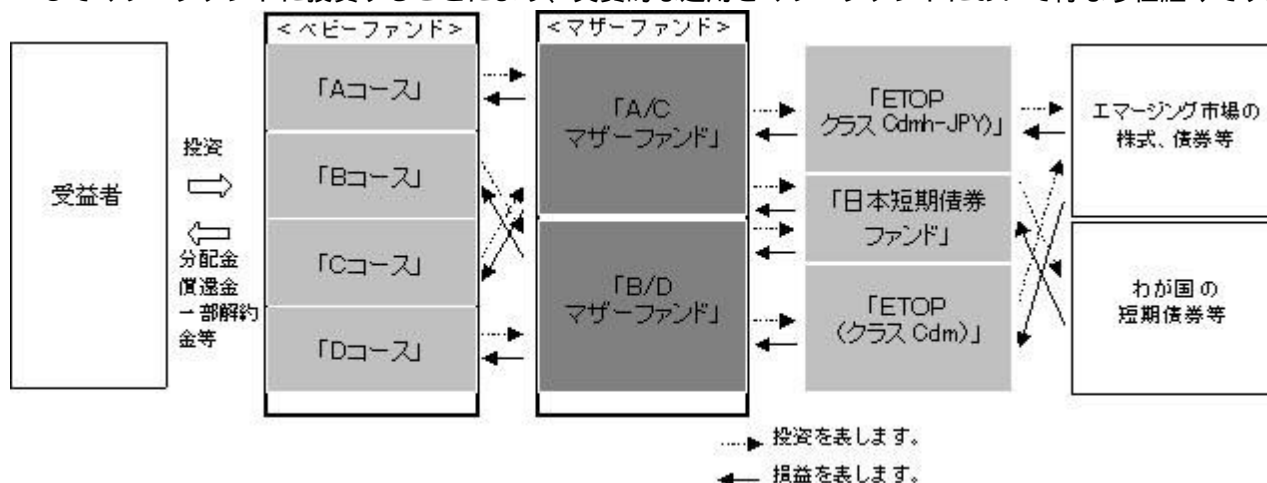 <ベビーファンド>
<マザーファンド>
受益者
投資
分配金
償還金
一部解約
金等
「Aコース」
「Bコース」
「Cコース」
「Dコース」
「A/C
マザーファンド」
「B/D
マザーファンド」
「ETOP
クラス Cdmh-JPY)」
「日本短期債券
ファンド」
「ETOP
(クラス Cdm)」
エマージング市場の
株式、債券等
わが国の
短期債券等
投資を表します。
損益を表します。